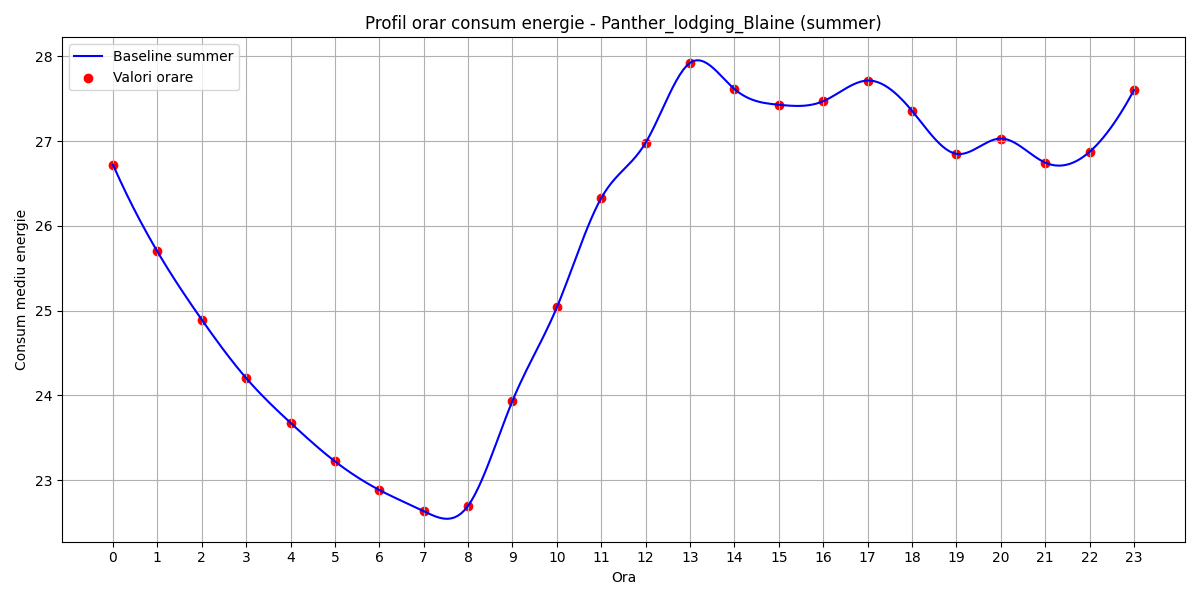 Profil orar consum energie - Panther_lodging_Blaine (summer)
Baseline summer
Valori orare
Consum mediu energie
28
27
26
25
24
23
0 1 2 3 4 5 6 7 8 9 10 11 12 13 14 15 16 17 18 19 20 21 22 23
Ora